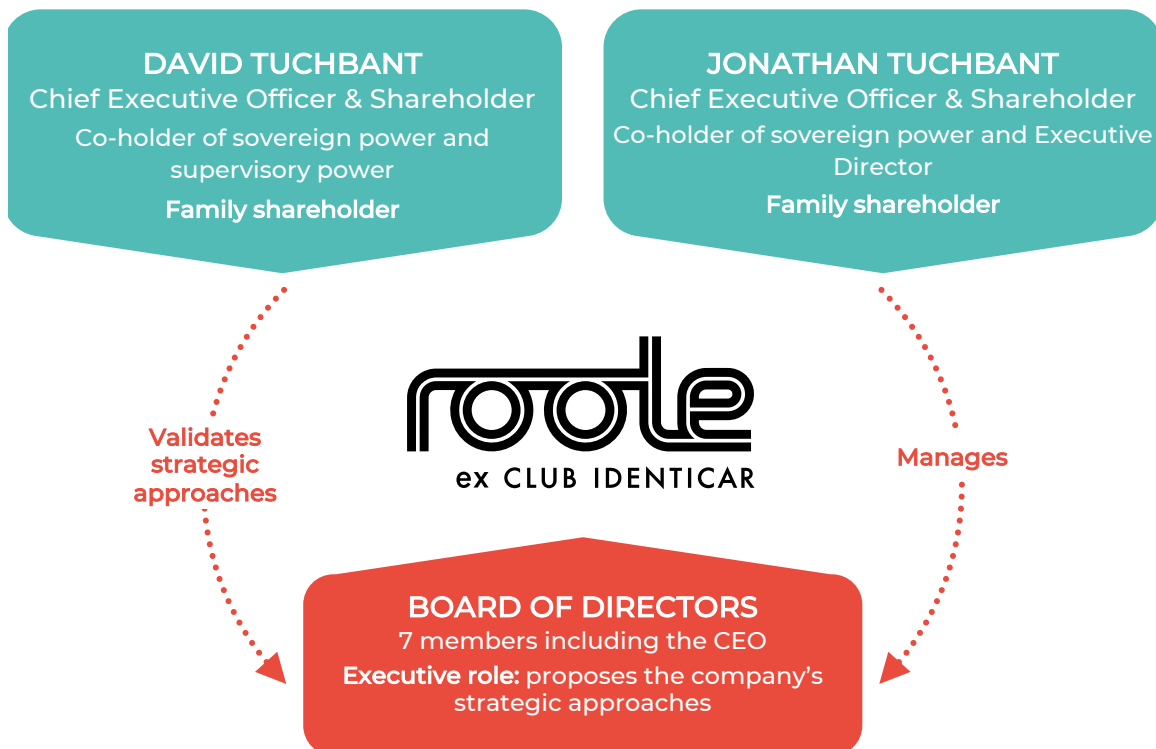 DAVID TUCHBANT
Chief Executive Officer & Shareholder
Co-holder of sovereign power and
supervisory power
Family shareholder
JONATHAN TUCHBANT
Chief Executive Officer & Shareholder
Co-holder of sovereign power and Executive
Director
Family shareholder
Validates
strategic
approaches
roole
ex CLUB IDENTICAR
Manages
BOARD OF DIRECTORS
7 members including the CEO
Executive role: proposes the company’s
strategic approaches